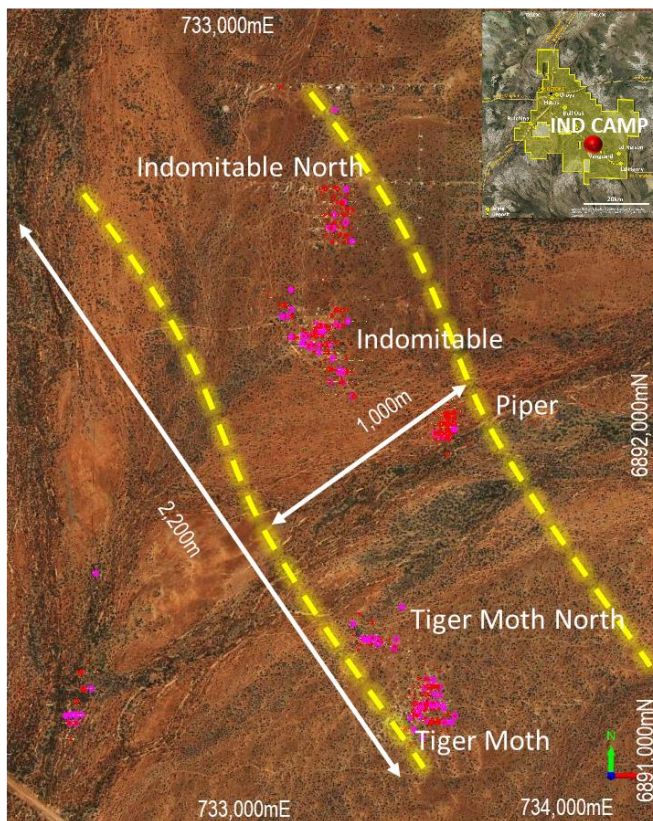 733,000mE
IND CAMP
20km
Indomitable North
Indomitable
1,000m
Piper
6892,000mN
2,200m
Tiger Moth North
Tiger Moth
N
6891,000mN
733,000mE
734,000mE